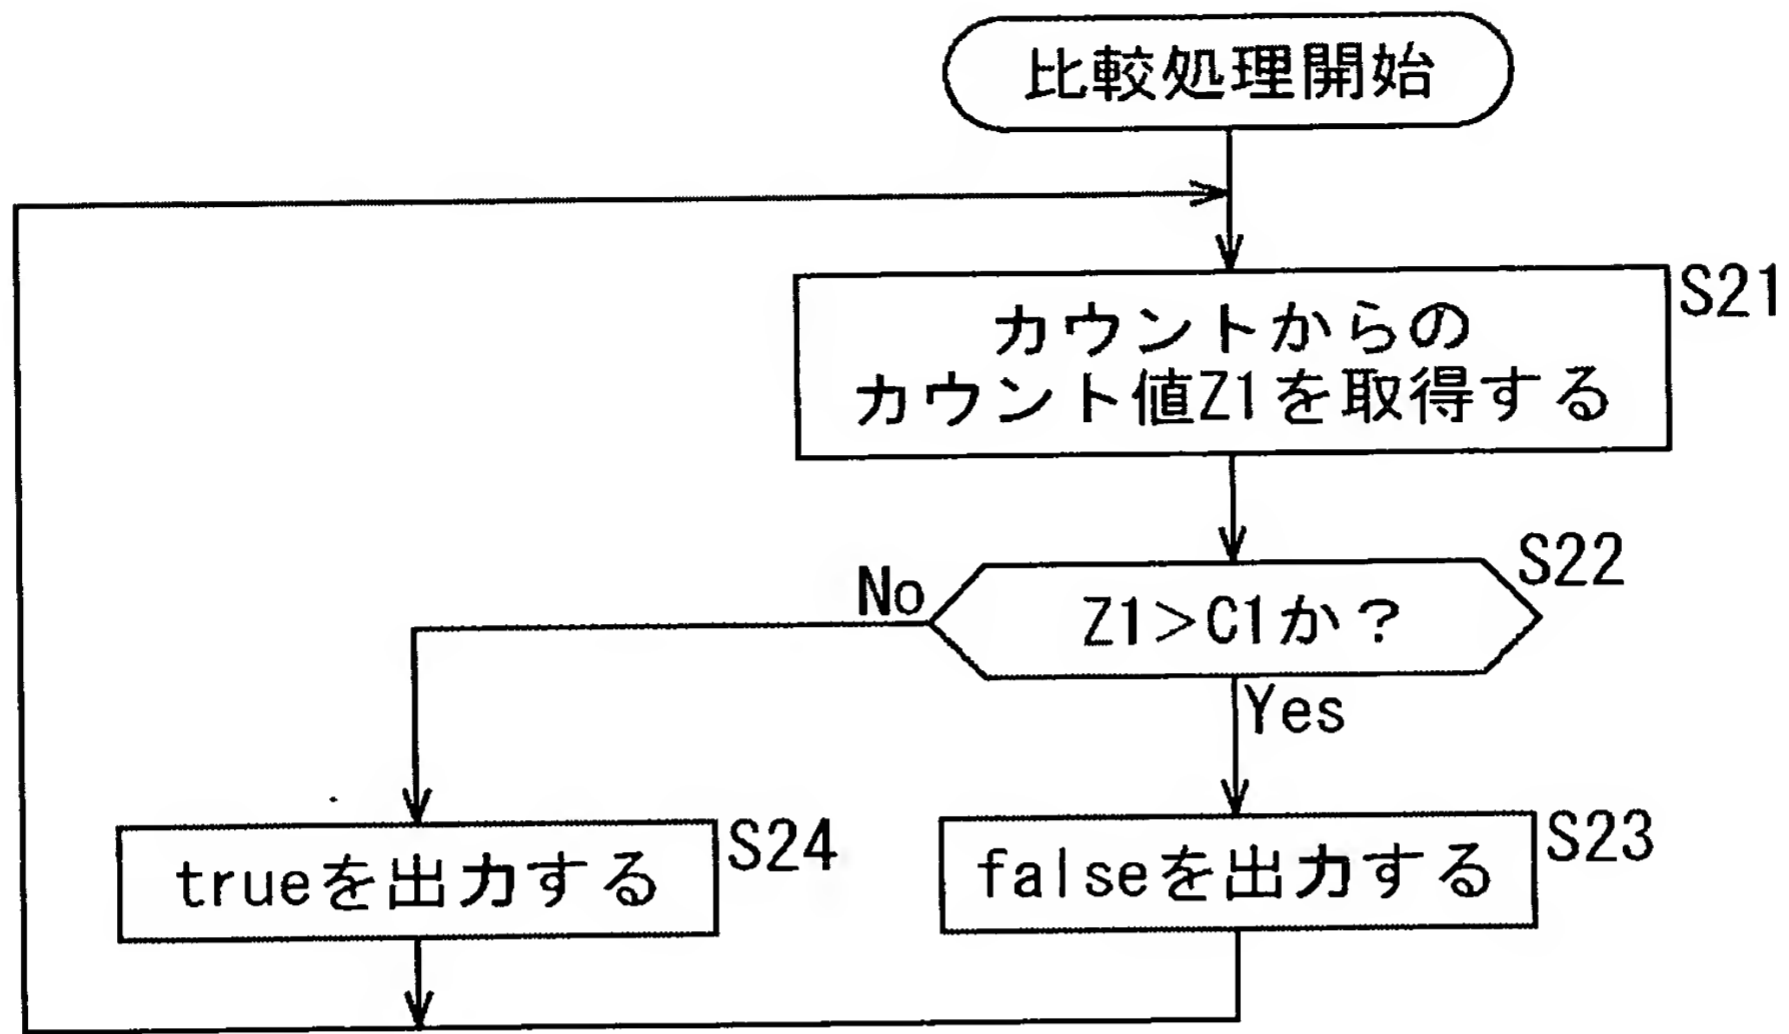 比較処理開始
S21
カウントからの
カウント値Z1を取得する
S22
No
Z1>C1か？
Yes
S24
trueを出力する
S23
falseを出力する